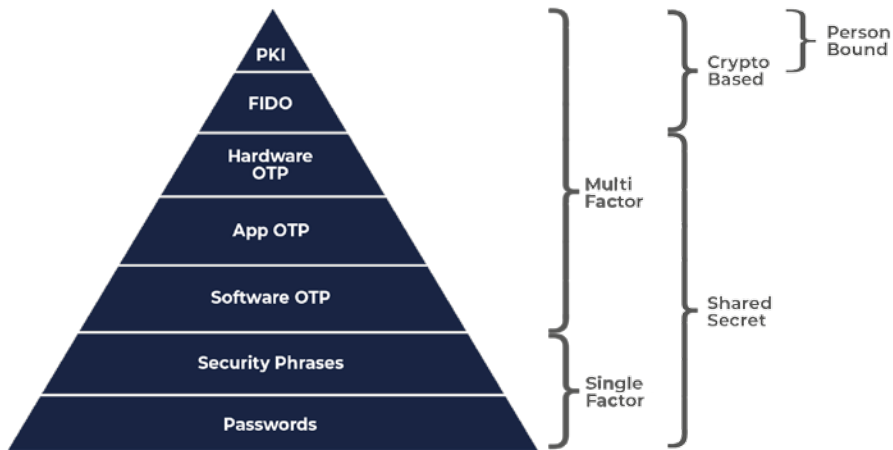 PKI
FIDO
Hardware
OTP
App OTP
Software OTP
Security Phrases
Passwords
Multi
Factor
Single
Factor
Crypto
Based
Shared
Secret
Person
Bound